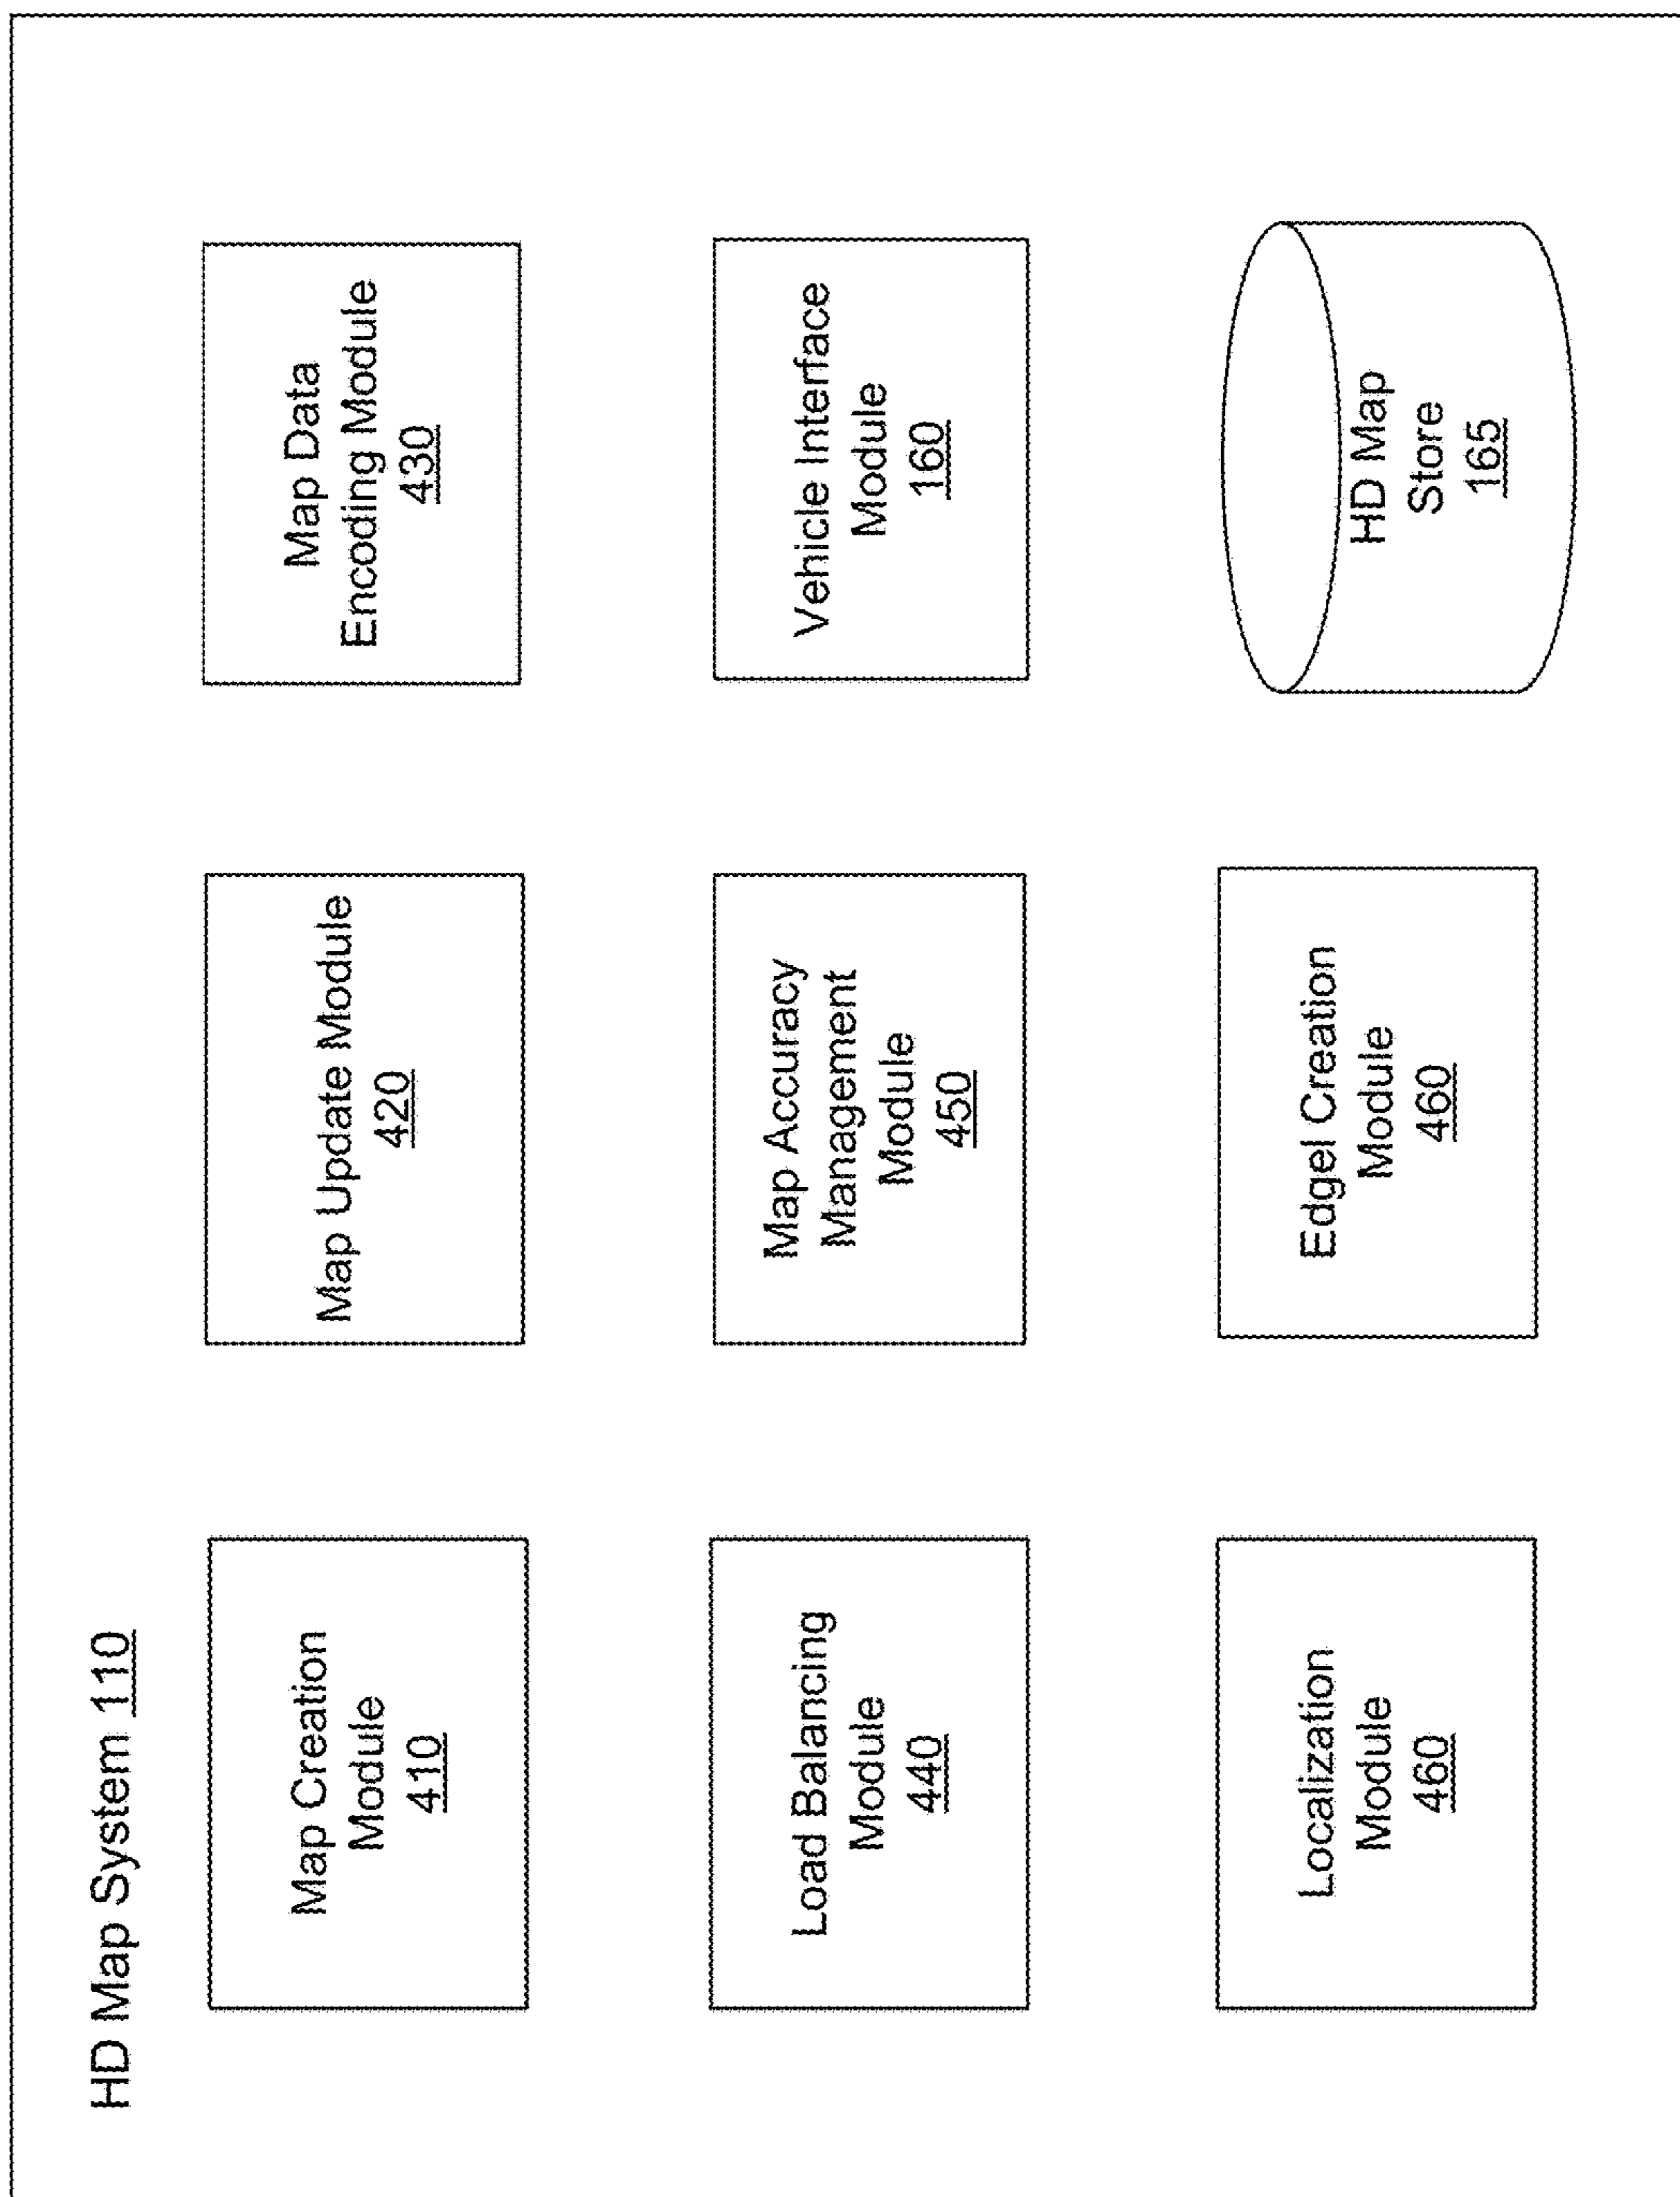 HD Map System 110
Map Creation
Module
410
Map Update Module
420
Map Data
Encoding Module
430
Load Balancing
Module
440
Map Accuracy
Management
Module
450
Vehicle Interface
Module
160
Localization
Module
460
Edgel Creation
Module
460
HD Map
Store
165